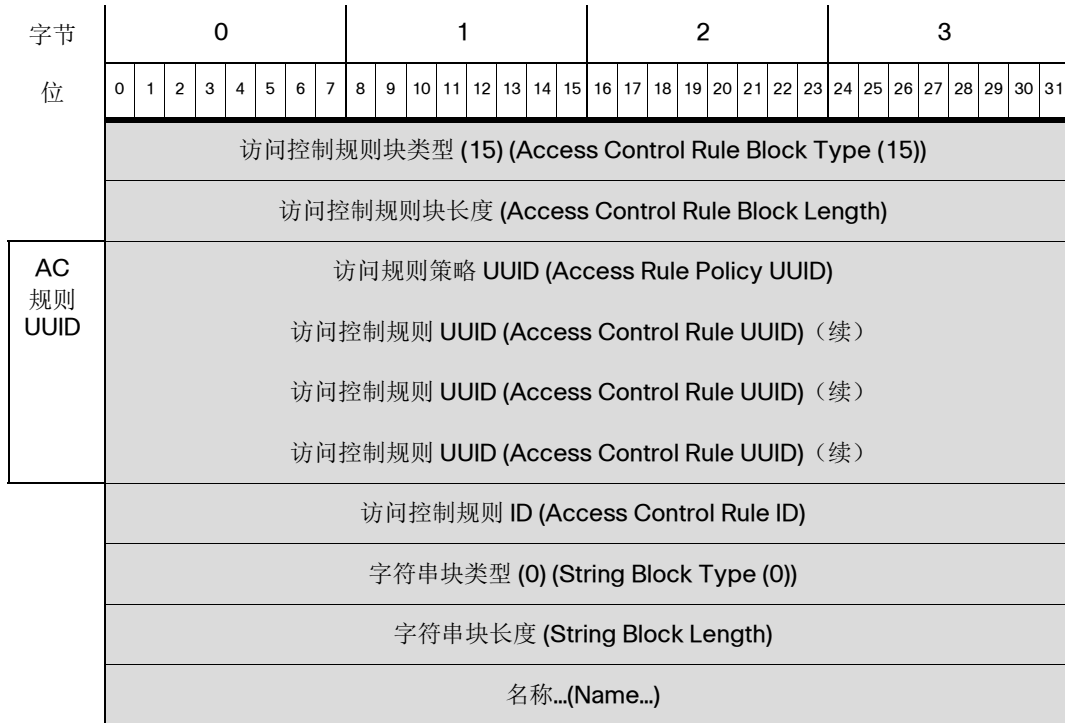 字节 0 1 2 3
位 0 1 2 3 4 5 6 7 8 9 10 11 12 13 14 15 16 17 18 19 20 21 22 23 24 25 26 27 28 29 30 31
访问控制规则块类型 (15) (Access Control Rule Block Type (15))
访问控制规则块长度 (Access Control Rule Block Length)
AC
规则
UUID
访问规则策略 UUID (Access Rule Policy UUID)
访问控制规则 UUID (Access Control Rule UUID)（续）
访问控制规则 UUID (Access Control Rule UUID)（续）
访问控制规则 UUID (Access Control Rule UUID)（续）
访问控制规则 ID (Access Control Rule ID)
字符串块类型 (0) (String Block Type (0))
字符串块长度 (String Block Length)
名称...(Name...)